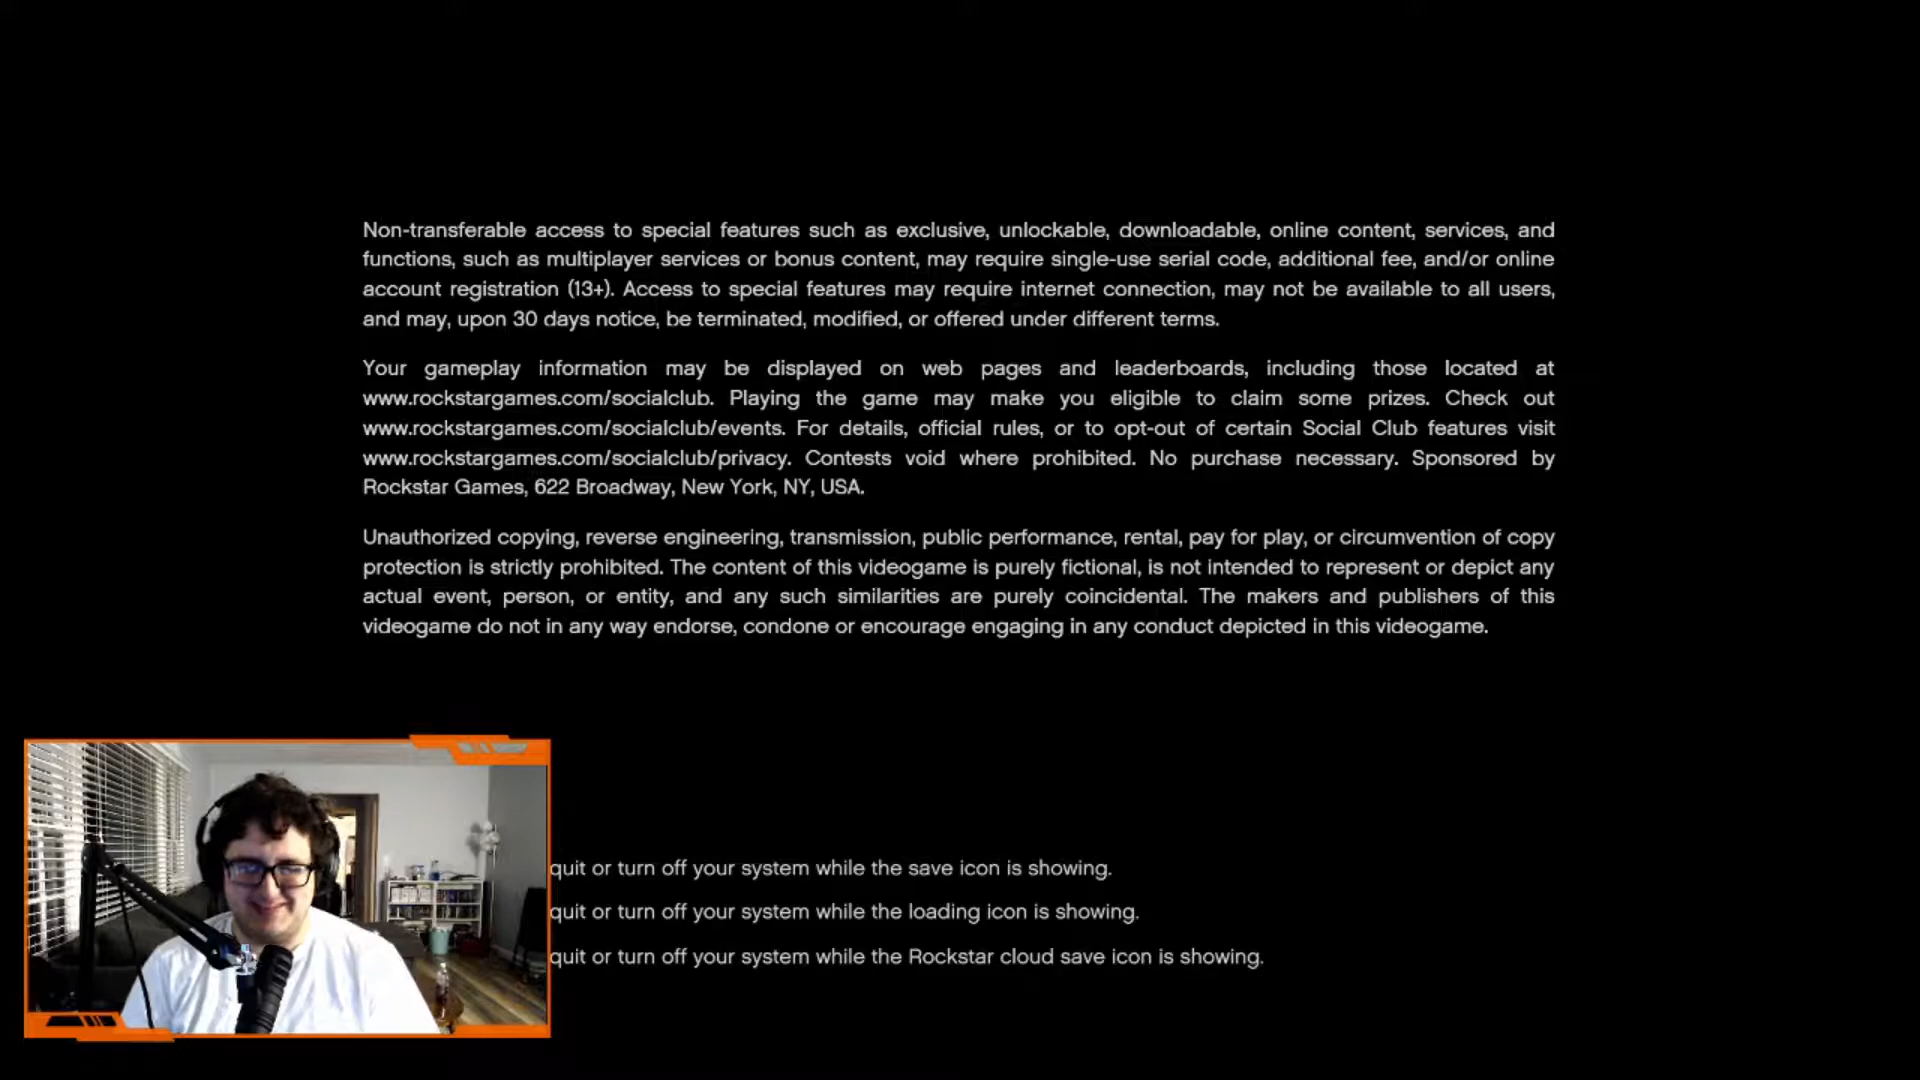 Non-transferable access to special features such as exclusive, unlockable, downloadable, online content, services, and
functions, such as multiplayer services or bonus content, may require single-use serial code, additional fee, and/or online
account registration (13+). Access to special features may require internet connection, may not be available to all users,
and may, upon 30 days notice, be terminated, modified, or offered under different terms.
Your gameplay information may be displayed on web pages and leaderboards, including those located at
www.rockstargames.com/socialclub. Playing the game may make you eligible to claim some prizes. Check out
www.rockstargames.com/socialclub/events. For details, official rules, or to opt-out of certain Social Club features visit
www.rockstargames.com/socialclub/privacy. Contests void where prohibited. No purchase necessary. Sponsored by
Rockstar Games, 622 Broadway, New York, NY, USA.
Unauthorized copying, reverse engineering, transmission, public performance, rental, pay for play, or circumvention of copy
protection is strictly prohibited. The content of this videogame is purely fictional, is not intended to represent or depict any
actual event, person, or entity, and any such similarities are purely coincidental. The makers and publishers of this
videogame do not in any way endorse, condone or encourage engaging in any conduct depicted in this videogame.
quit or turn off your system while the save icon is showing.
quit or turn off your system while the loading icon is showing.
quit or turn off your system while the Rockstar cloud save icon is showing.